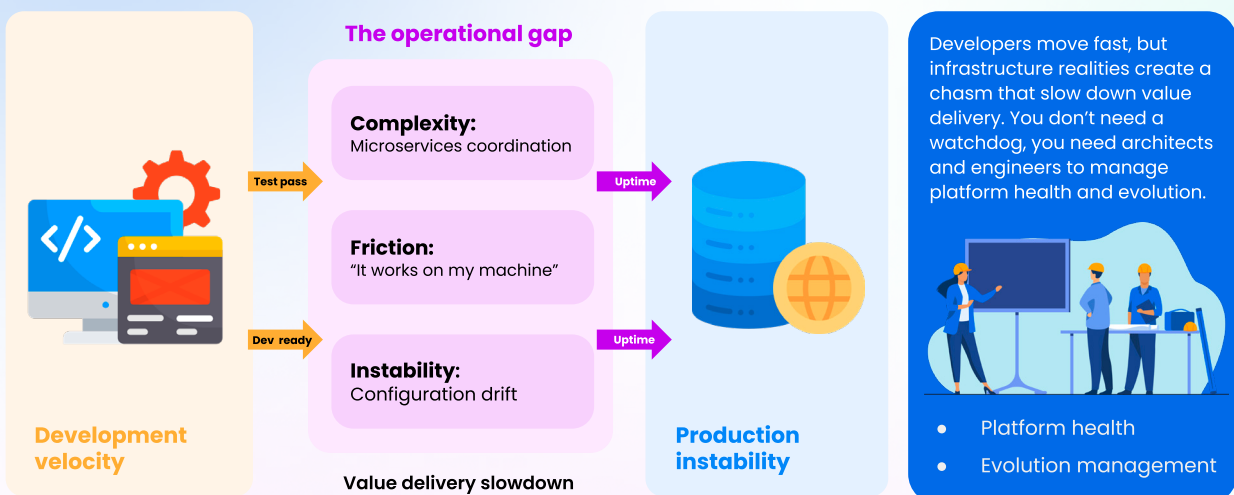 The operational gap
Complexity:
Microservices coordination
Test pass
Uptime
Friction:
“It works on my machine”
Dev ready
Uptime
Instability:
Configuration drift
Development
velocity
Value delivery slowdown
Production
instability
Developers move fast, but
infrastructure realities create a
chasm that slow down value
delivery. You don’t need a
watchdog, you need architects
and engineers to manage
platform health and evolution.
● Platform health
● Evolution management